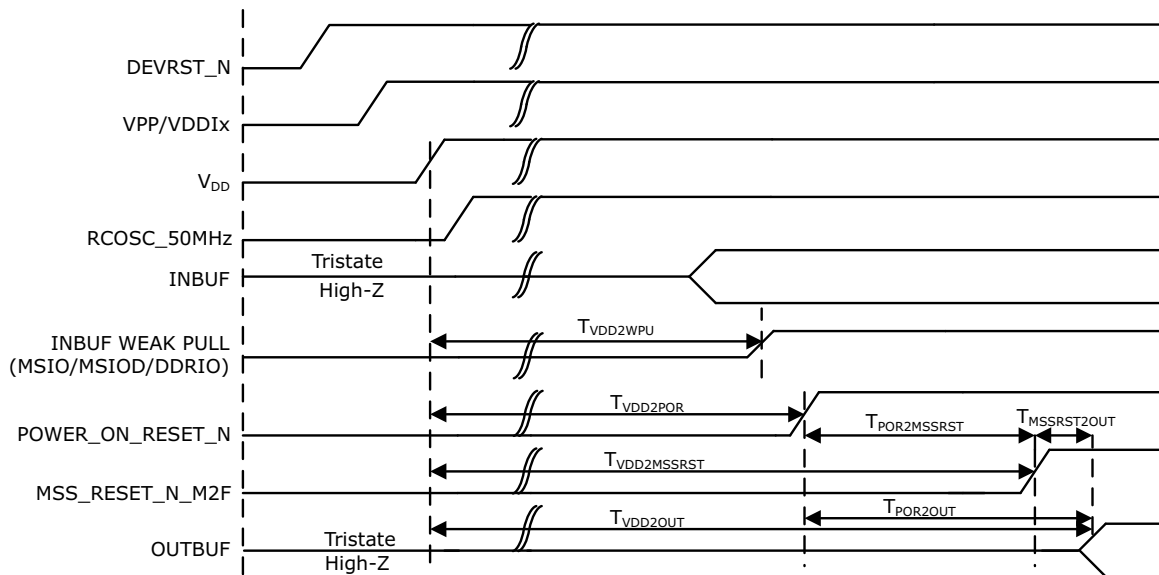 DEVRST_N
VPP/VDDIx
VDD
RCOSC_50MHz
INBUF
Tristate
High-Z
INBUF WEAK PULL
(MSIO/MSIOD/DDRIO)
TVDD2WPU
POWER_ON_RESET_N
TVDD2POR
TPOR2MSSRST
TMSSRST2OUT
MSS_RESET_N_M2F
TVDD2MSSRST
OUTBUF
Tristate
High-Z
TVDD2OUT
TPOR2OUT